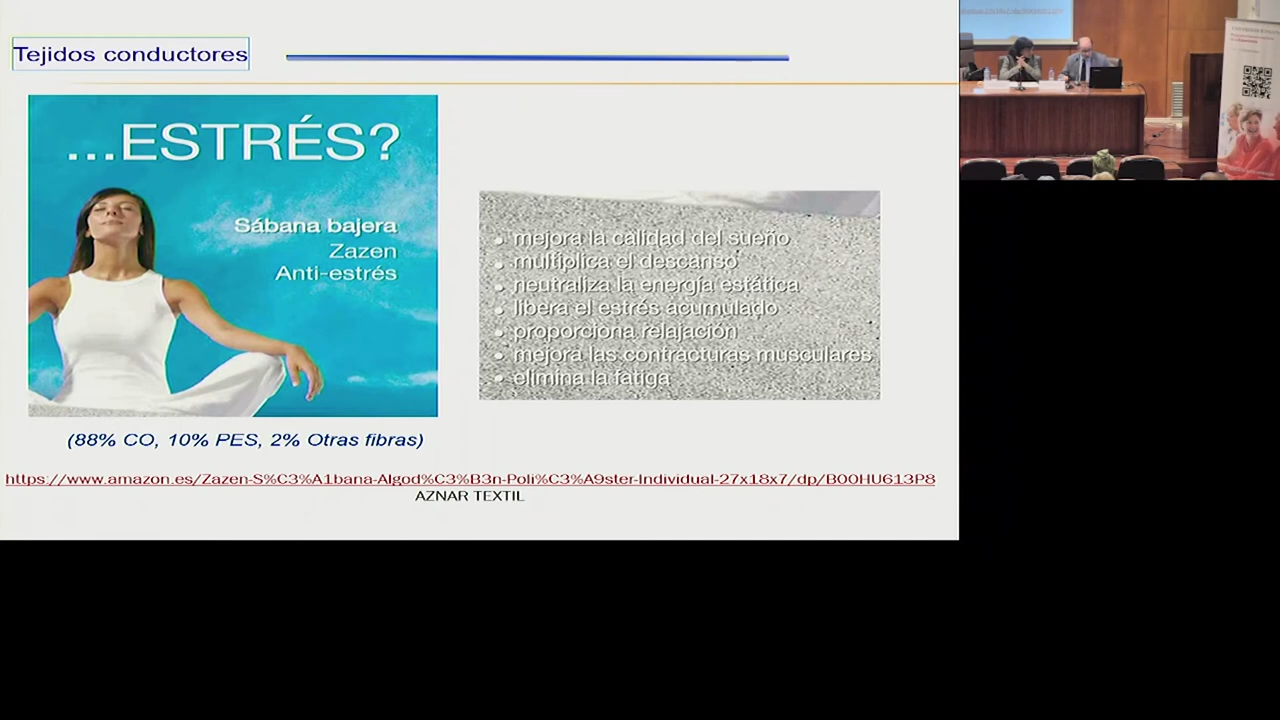 Tejidos conductores
...ESTRÉS?
Sábana bajera
Zazen
Anti-estrés
mejora la calidad del sueño
multiplica el descanso
neutraliza la energía estática
libera el estrés acumulado
proporciona relajación
mejora las contracturas musculares
elimina la fatiga
(88% CO, 10% PES, 2% Otras fibras)
https://www.amazon.es/Zazen-S%C3%A1bana-Algod%C3%B3n-Poli%C3%A9ster-Individual-27x18x7/dp/B00HU613P8
AZNAR TEXTIL